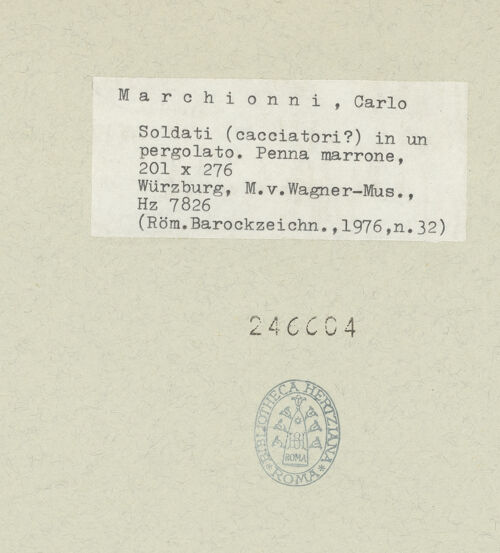 Marchionni, Carlo
Soldati (cacciatori?) in un
pergolato. Penna marrone,
201 x 276
Würzburg, M.v.Wagner-Mus.,
Hz 7826
(Röm.Barockzeichn.,1976,n.32)
246604
BIBLIOTHECA HERTZIANA
ROMA
ROMA